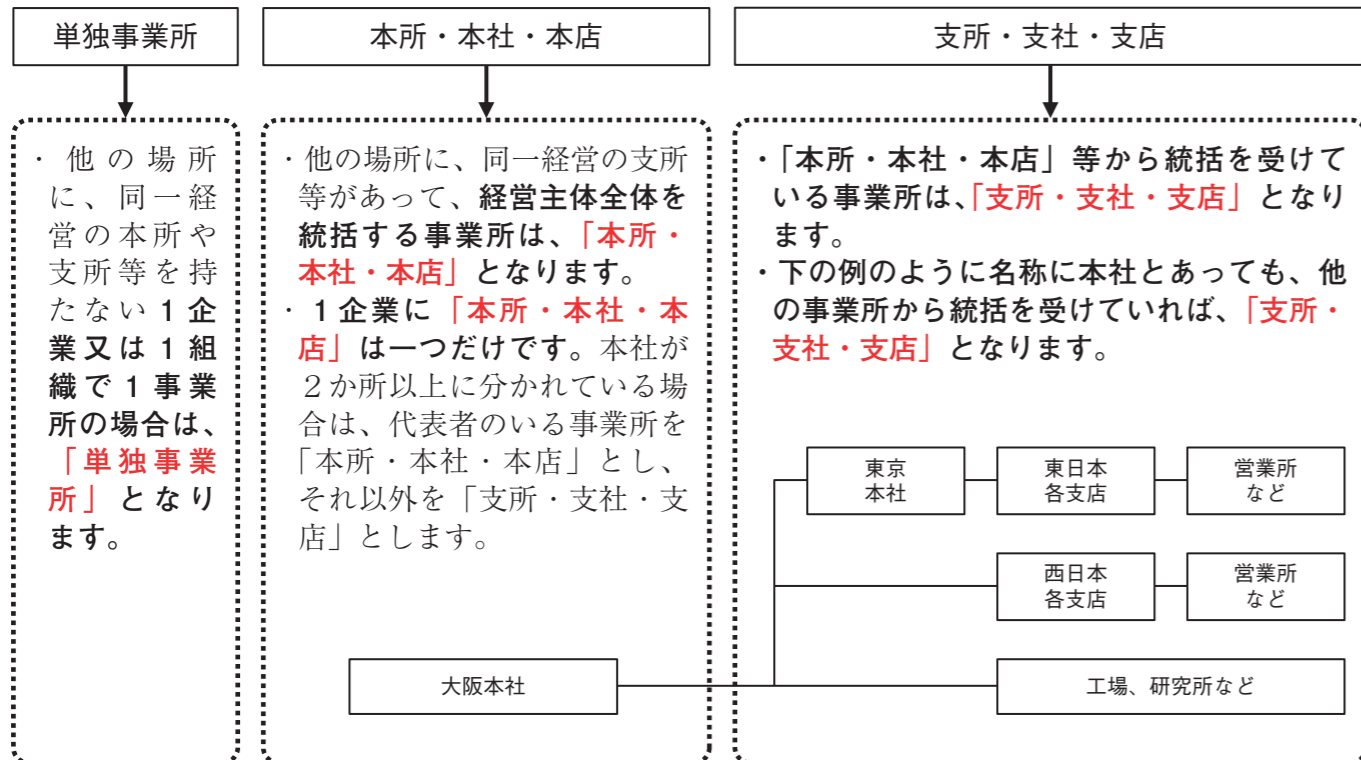 単独事業所
・他の場所
に、同一経
営の本所や
支所等を持
たない1企
業又は1組
織で1事業
所の場合は、
「単独事業
所」となり
ます。
本所・本社・本店
・他の場所に、同一経営の支所
等があって、経営主体全体を
統括する事業所は、「本所・
本社・本店」となります。
・1企業に「本所・本社・本
店」は一つだけです。本社が
２か所以上に分かれている場
合は、代表者のいる事業所を
「本所・本社・本店」とし、
それ以外を「支所・支社・支
店」とします。
大阪本社
支所・支社・支店
・「本所・本社・本店」等から統括を受けて
いる事業所は、「支所・支社・支店」となり
ます。
・下の例のように名称に本社とあっても、他
の事業所から統括を受けていれば、「支所・
支社・支店」となります。
東京
本社
東日本
各支店
営業所
など
西日本
各支店
営業所
など
工場、研究所など